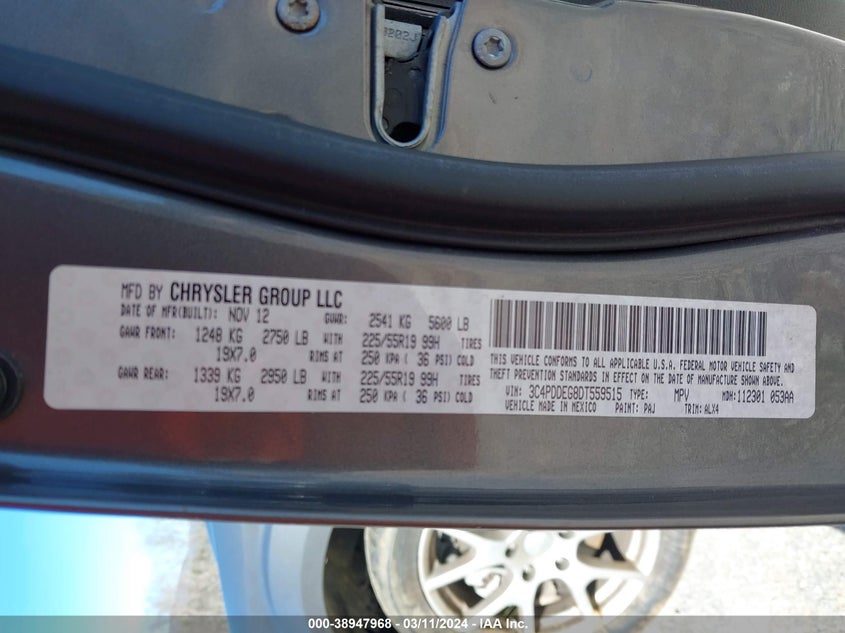 3202J
MFD BY CHRYSLER GROUP LLC
DATE OF MFR(BUILT): NOV 12 GVWR: 2541 KG 5600 LB
GAWR FRONT: 1248 KG 2750 LB WITH 225/55R19 99H TIRES
19X7.0 RIMS AT 250 KPA ( 36 PSI) COLD
GAWR REAR: 1339 KG 2950 LB WITH 225/55R19 99H TIRES
19X7.0 RIMS AT 250 KPA ( 36 PSI) COLD
THIS VEHICLE CONFORMS TO ALL APPLICABLE U.S.A. FEDERAL MOTOR VEHICLE SAFETY AND
THEFT PREVENTION STANDARDS IN EFFECT ON THE DATE OF MANUFACTURE SHOWN ABOVE.
VIN: 3C4PDDEG8DT559515 TYPE: MPV MDH:112301 053AA
VEHICLE MADE IN MEXICO PAINT: PAJ TRIM:ALX4
000-38947968 - 03/11/2024 - IAA Inc.